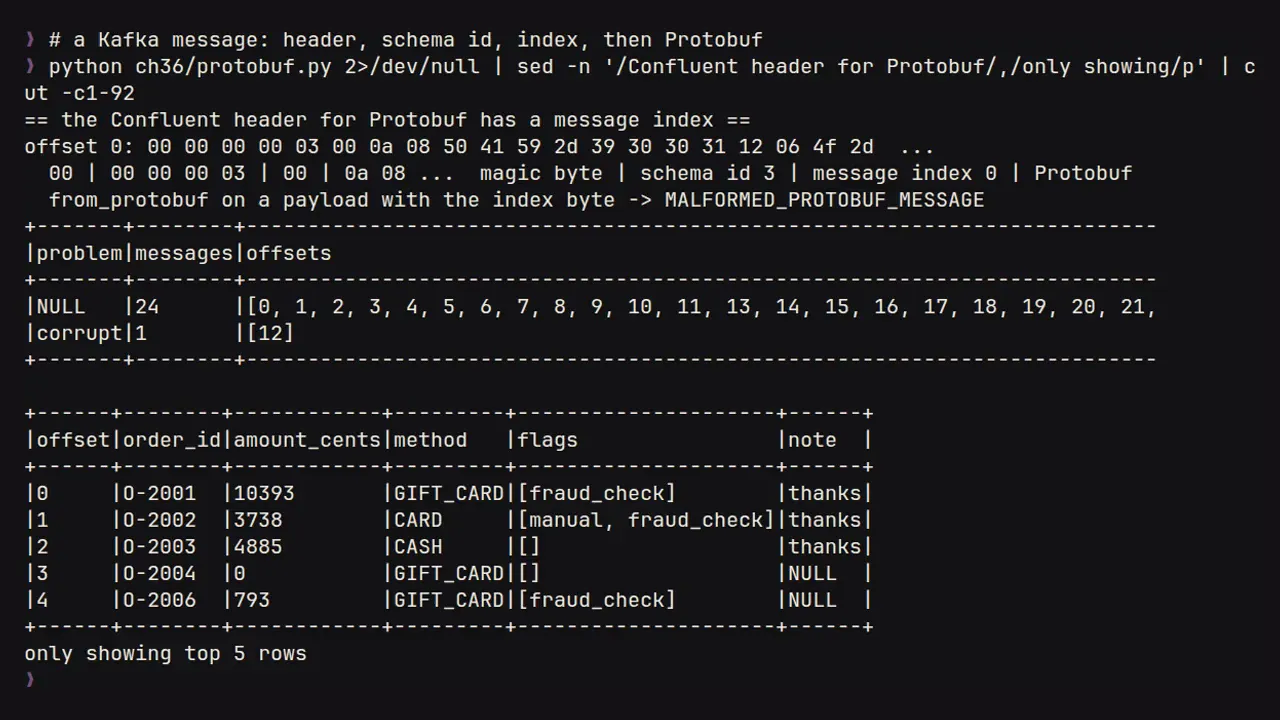 ❯ # a Kafka message: header, schema id, index, then Protobuf
❯ python ch36/protobuf.py 2>/dev/null | sed -n '/Confluent header for Protobuf/,/only showing/p' | c
ut -c1-92
== the Confluent header for Protobuf has a message index ==
offset 0: 00 00 00 00 03 00 0a 08 50 41 59 2d 39 30 30 31 12 06 4f 2d  ...
  00 | 00 00 00 03 | 00 | 0a 08 ...  magic byte | schema id 3 | message index 0 | Protobuf
  from_protobuf on a payload with the index byte -> MALFORMED_PROTOBUF_MESSAGE
+-------+--------+--------------------------------------------------------------------------
|problem|messages|offsets
+-------+--------+--------------------------------------------------------------------------
|NULL   |24      |[0, 1, 2, 3, 4, 5, 6, 7, 8, 9, 10, 11, 13, 14, 15, 16, 17, 18, 19, 20, 21,
|corrupt|1       |[12]
+-------+--------+--------------------------------------------------------------------------

+------+--------+------------+---------+---------------------+------+
|offset|order_id|amount_cents|method   |flags                |note  |
+------+--------+------------+---------+---------------------+------+
|0     |O-2001  |10393       |GIFT_CARD|[fraud_check]        |thanks|
|1     |O-2002  |3738        |CARD     |[manual, fraud_check]|thanks|
|2     |O-2003  |4885        |CASH     |[]                   |thanks|
|3     |O-2004  |0           |GIFT_CARD|[]                   |NULL  |
|4     |O-2006  |793         |GIFT_CARD|[fraud_check]        |NULL  |
+------+--------+------------+---------+---------------------+------+
only showing top 5 rows
❯